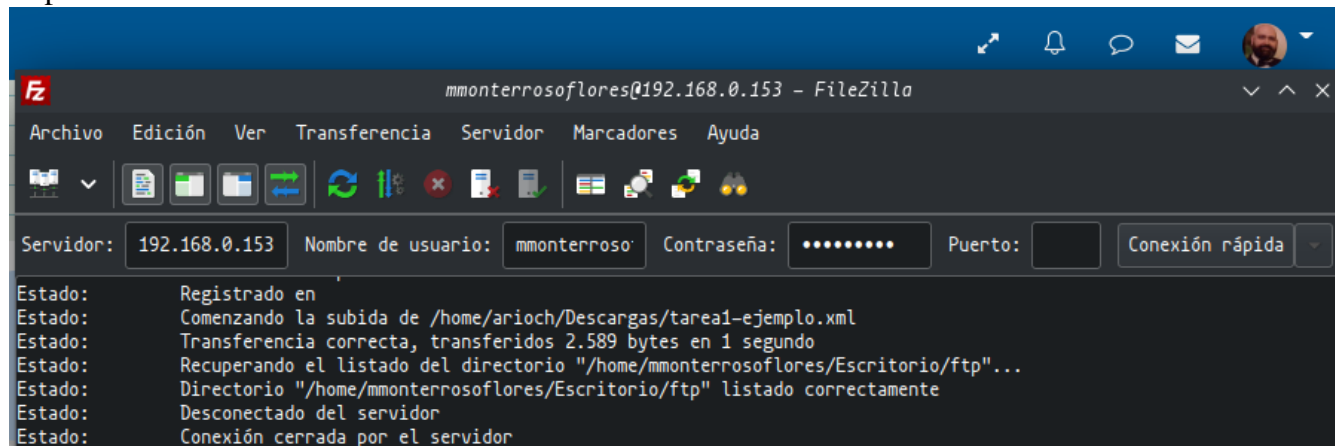 Fz
mmonterrosoflores@192.168.0.153 – FileZilla
Archivo Edición Ver Transferencia Servidor Marcadores Ayuda
Servidor: 192.168.0.153 Nombre de usuario: mmonterroso Contraseña: ••••••••• Puerto: Conexión rápida
Estado: Registrado en
Estado: Comenzando la subida de /home/arioch/Descargas/tarea1-ejemplo.xml
Estado: Transferencia correcta, transferidos 2.589 bytes en 1 segundo
Estado: Recuperando el listado del directorio "/home/mmonterrosoflores/Escritorio/ftp"...
Estado: Directorio "/home/mmonterrosoflores/Escritorio/ftp" listado correctamente
Estado: Desconectado del servidor
Estado: Conexión cerrada por el servidor